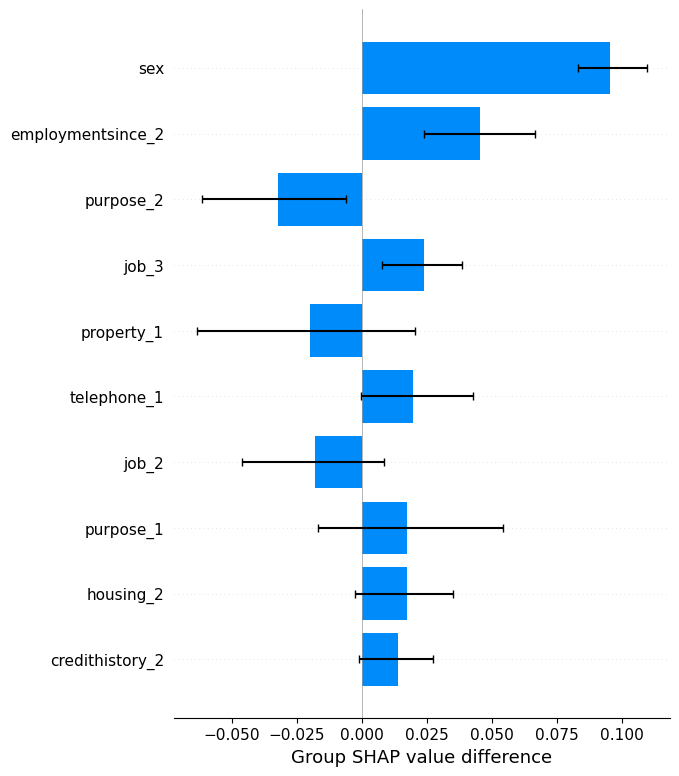 sex
employmentsince_2
purpose_2
job_3
property_1
telephone_1
job_2
purpose_1
housing_2
credithistory_2
−0.050 −0.025 0.000 0.025 0.050 0.075 0.100
Group SHAP value difference